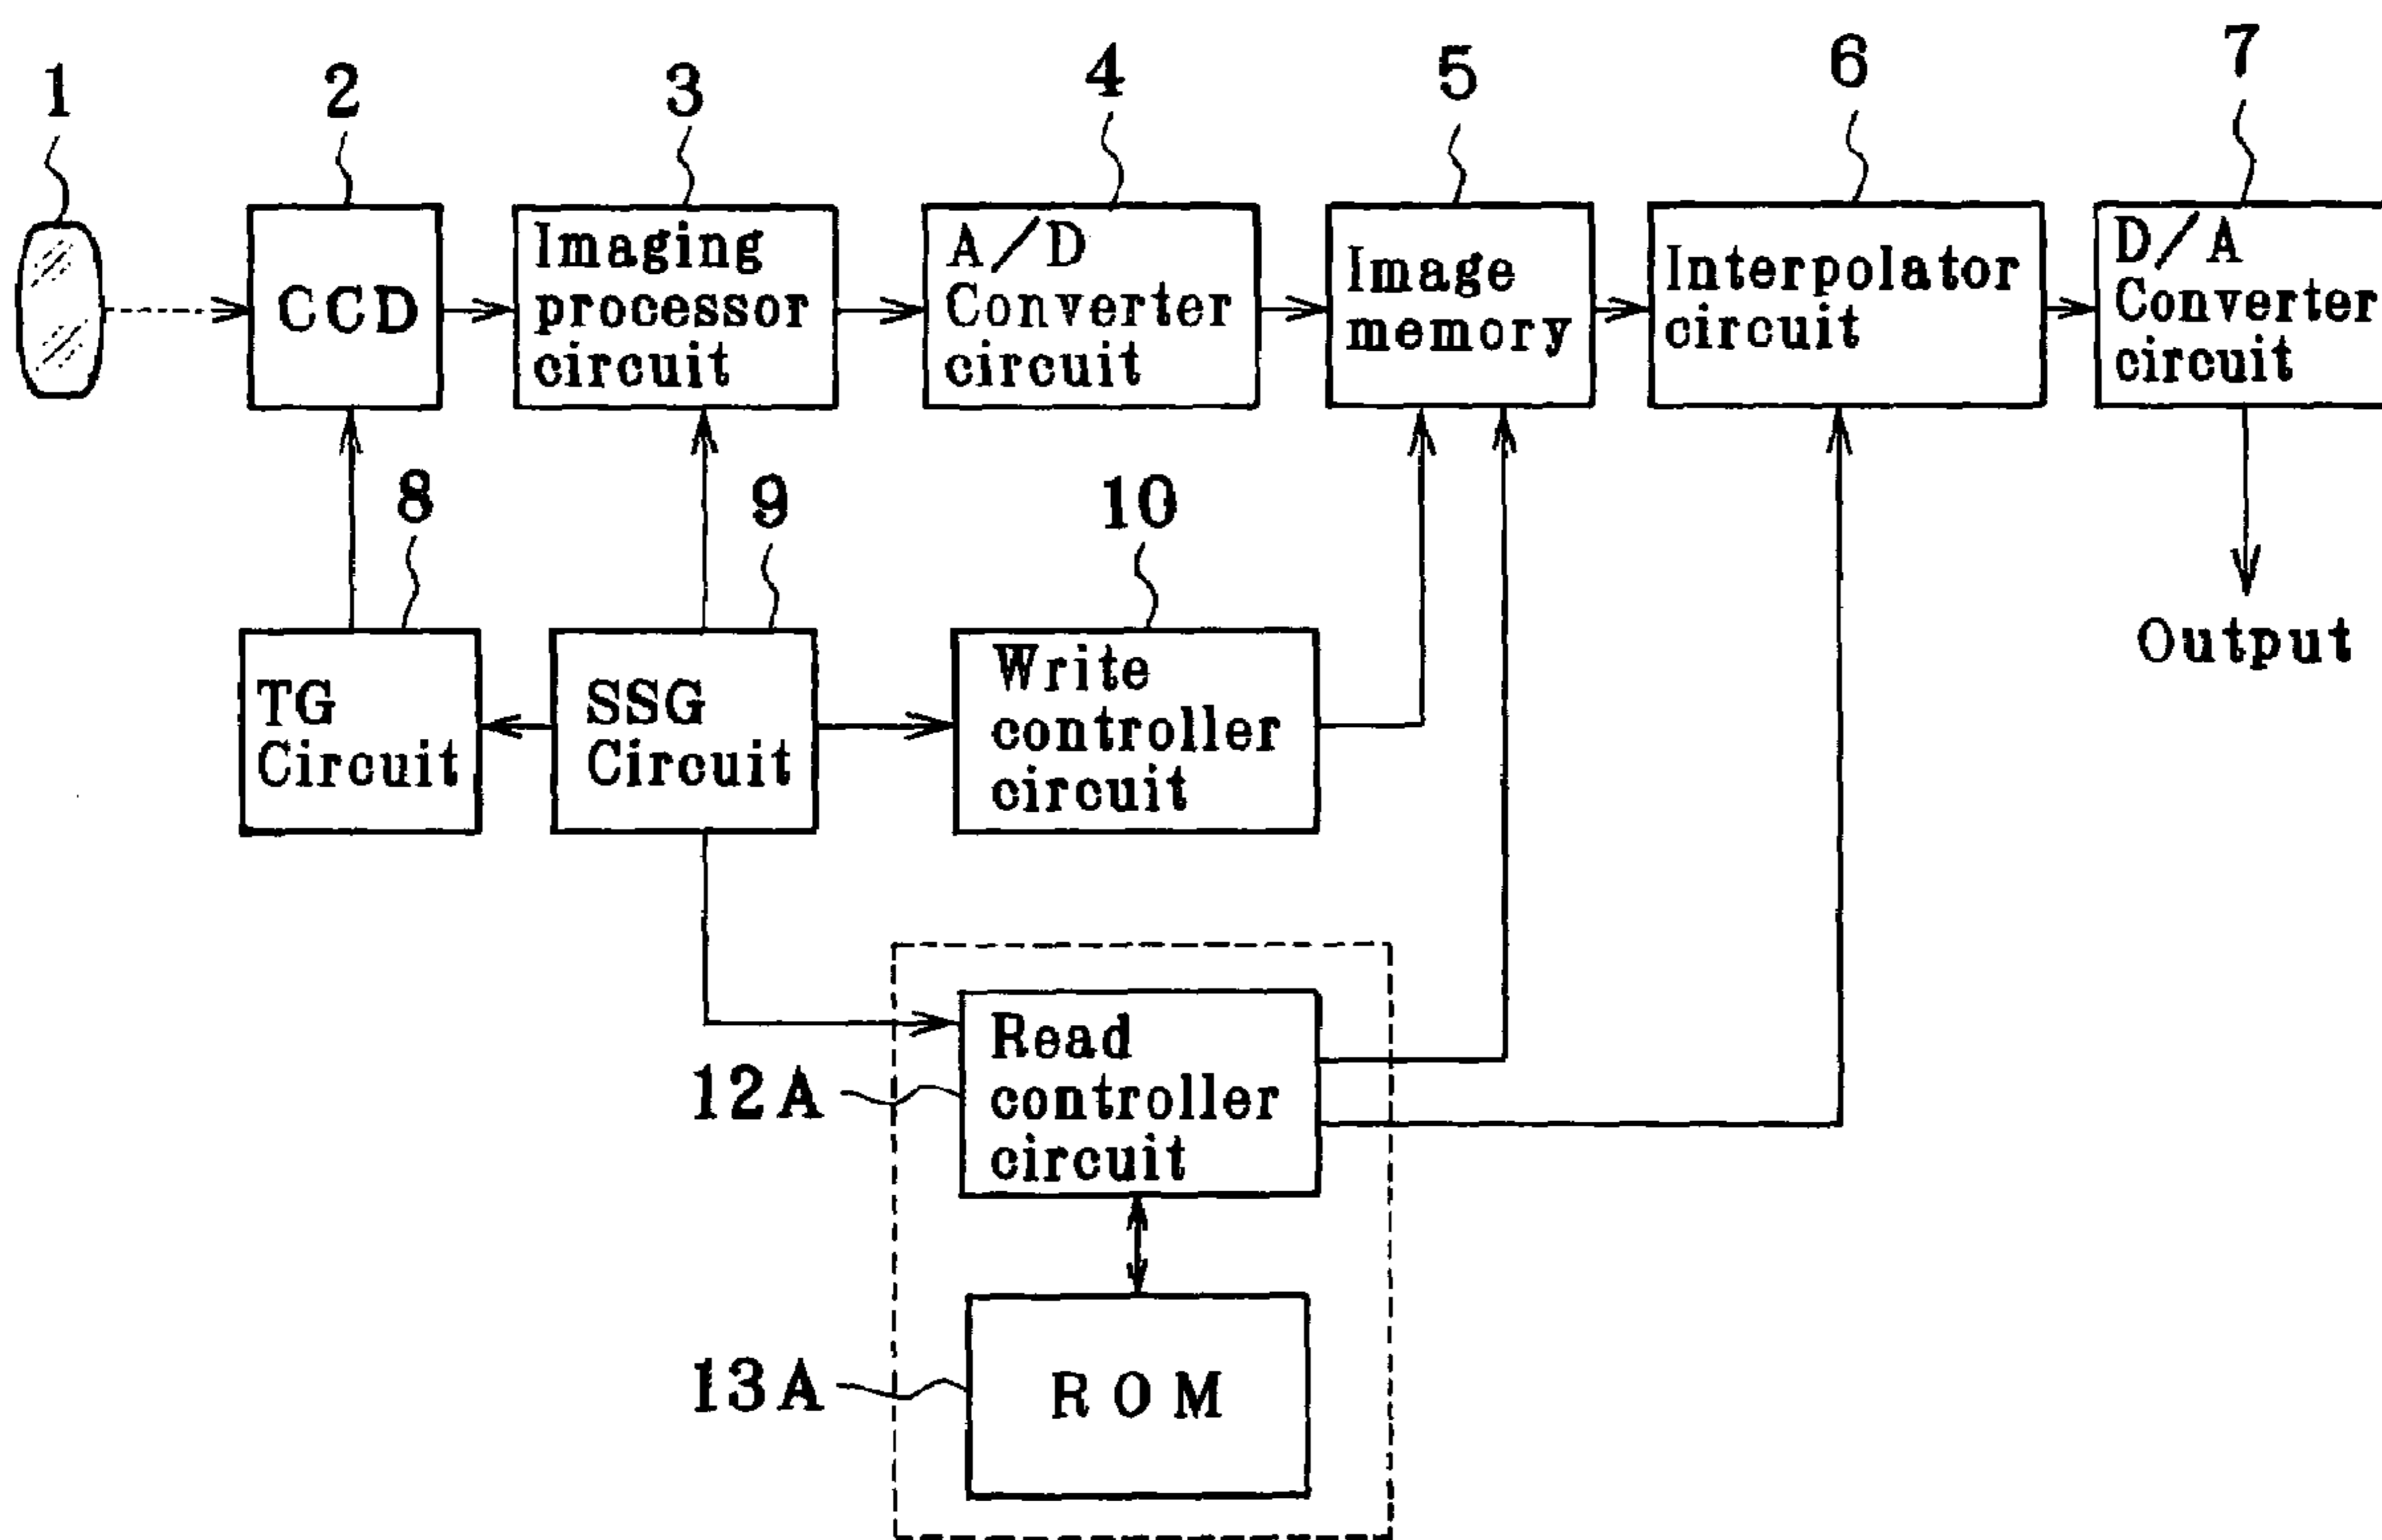 1
2
3
4
5
6
7
CCD
Imaging
processor
circuit
A/D
Converter
circuit
Image
memory
Interpolator
circuit
D/A
Converter
circuit
8
9
10
Output
TG
Circuit
SSG
Circuit
Write
controller
circuit
12A
Read
controller
circuit
13A
ROM